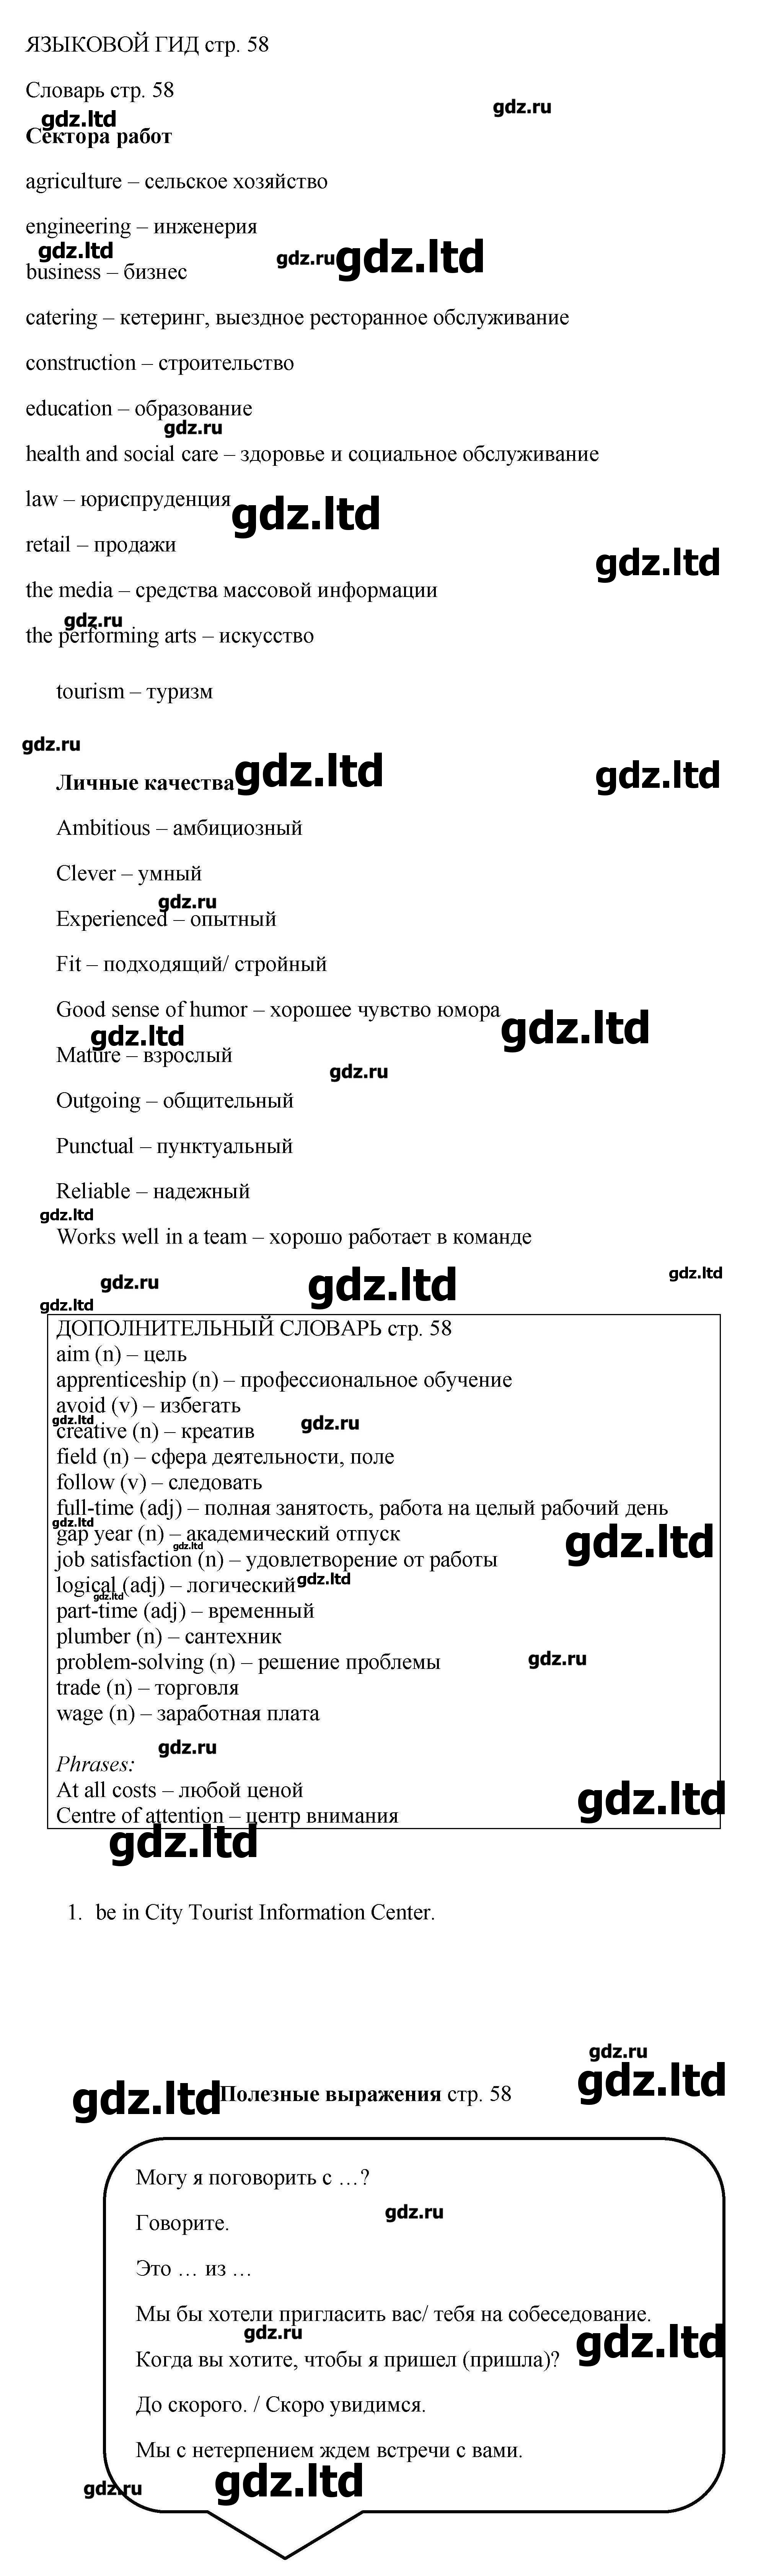 ЯЗЫКОВОЙ ГИД стр. 58
Словарь стр. 58
gdz.ru
gdz.ltd
Сектора работ
agriculture – сельское хозяйство
engineering – инженерия
gdz.ltd
gdz.ru
gdz.ltd
business – бизнес
catering – кетеринг, выездное ресторанное обслуживание
construction – строительство
education – образование
gdz.ru
health and social care – здоровье и социальное обслуживание
law – юриспруденция
gdz.ltd
retail – продажи
gdz.ltd
the media – средства массовой информации
gdz.ru
the performing arts – искусство
tourism – туризм
gdz.ru
Личные качества
gdz.ltd
gdz.ltd
Ambitious – амбициозный
Clever – умный
gdz.ru
Experienced – опытный
Fit – подходящий/ стройный
Good sense of humor – хорошее чувство юмора
gdz.ltd
gdz.ltd
Mature – взрослый
gdz.ru
Outgoing – общительный
Punctual – пунктуальный
Reliable – надежный
gdz.ltd
Works well in a team – хорошо работает в команде
gdz.ru
gdz.ltd
gdz.ltd
gdz.ltd
ДОПОЛНИТЕЛЬНЫЙ СЛОВАРЬ стр. 58
aim (n) – цель
apprenticeship (n) – профессиональное обучение
avoid (v) – избегать
gdz.ltd
gdz.ru
creative (n) – креатив
field (n) – сфера деятельности, поле
follow (v) – следовать
full-time (adj) – полная занятость, работа на целый рабочий день
gdz.ltd
gap year (n) – академический отпуск
gdz.ltd
gdz.ltd
job satisfaction (n) – удовлетворение от работы
logical (adj) – логический
gdz.ltd
gdz.ltd
part-time (adj) – временный
plumber (n) – сантехник
problem-solving (n) – решение проблемы
gdz.ru
trade (n) – торговля
wage (n) – заработная плата
gdz.ru
Phrases:
At all costs – любой ценой
gdz.ltd
Centre of attention – центр внимания
gdz.ltd
1. be in City Tourist Information Center.
gdz.ru
gdz.ltd
Полезные выражения стр. 58
gdz.ltd
Могу я поговорить с …?
gdz.ru
Говорите.
Это … из …
Мы бы хотели пригласить вас/ тебя на собеседование.
gdz.ru
gdz.ltd
Когда вы хотите, чтобы я пришел (пришла)?
До скорого. / Скоро увидимся.
Мы с нетерпением ждем встречи с вами.
gdz.ru
gdz.ltd